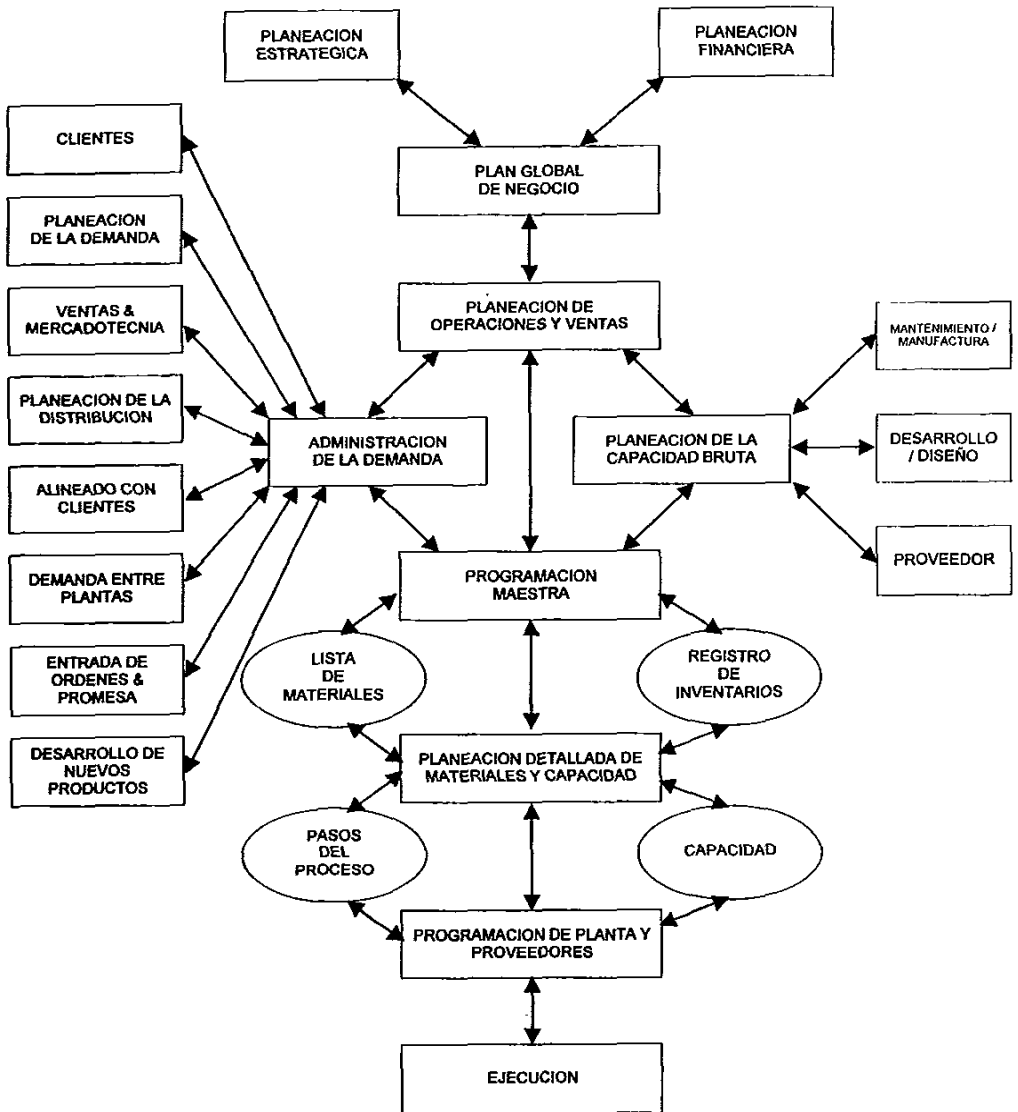 PLANEACION
ESTRATEGICA
PLANEACION
FINANCIERA
CLIENTES
PLAN GLOBAL
DE NEGOCIO
PLANEACION
DE LA DEMANDA
VENTAS &
MERCADOTECNIA
PLANEACION DE
OPERACIONES Y VENTAS
MANTENIMIENTO /
MANUFACTURA
PLANEACION DE LA
DISTRIBUCION
ADMINISTRACION
DE LA DEMANDA
PLANEACION DE LA
CAPACIDAD BRUTA
DESARROLLO
/ DISEÑO
ALINEADO CON
CLIENTES
DEMANDA ENTRE
PLANTAS
PROGRAMACION
MAESTRA
PROVEEDOR
ENTRADA DE
ORDENES &
PROMESA
LISTA
DE
MATERIALES
REGISTRO
DE
INVENTARIOS
DESARROLLO DE
NUEVOS
PRODUCTOS
PLANEACION DETALLADA DE
MATERIALES Y CAPACIDAD
PASOS
DEL
PROCESO
CAPACIDAD
PROGRAMACION DE PLANTA Y
PROVEEDORES
EJECUCION